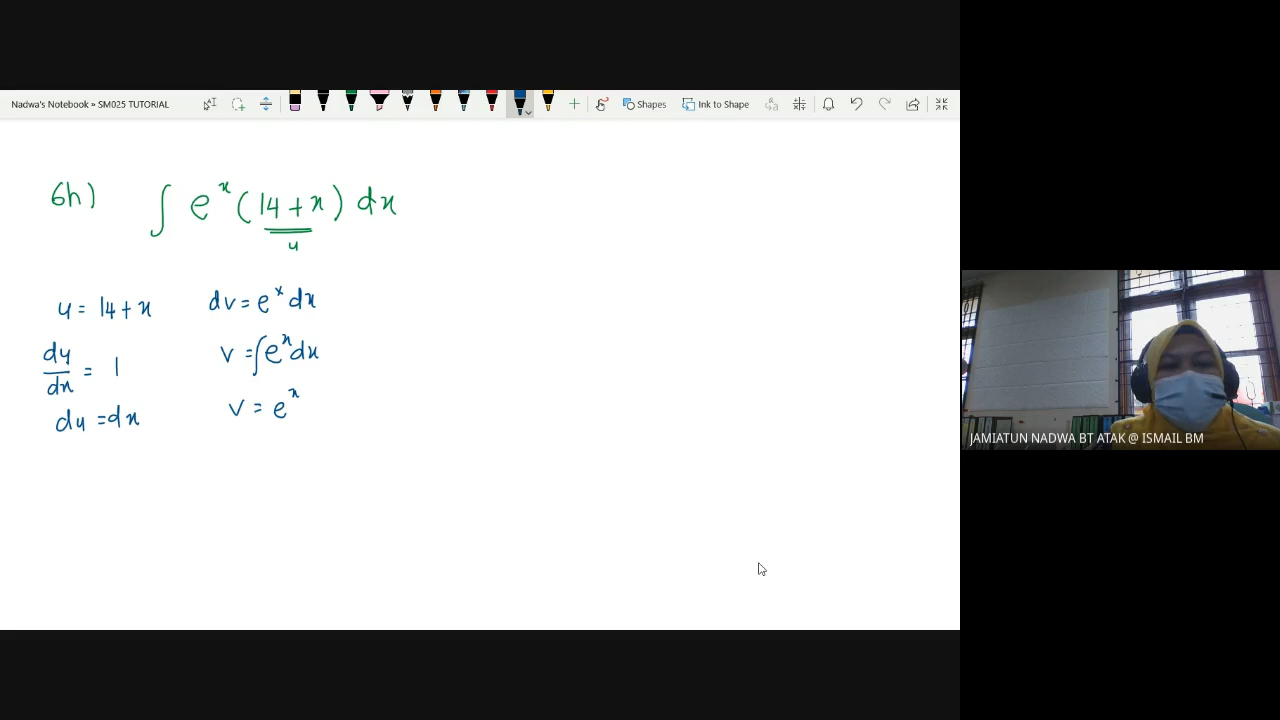 Nadwa's Notebook » SM025 TUTORIAL
Shapes
Ink to Shape
6h) ∫ e^x (14 + x) dx
u
u = 14 + x
dv = e^x dx
du/dx = 1
v = ∫ e^x dx
du = dx
v = e^x
JAMIATUN NADWA BT ATAK @ ISMAIL BM